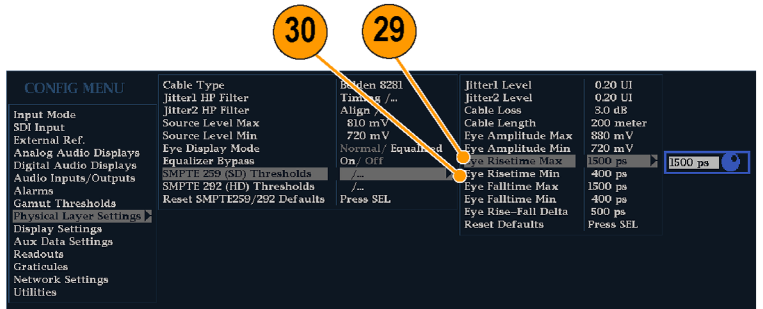 30
29
CONFIG MENU
Input Mode
SDI Input
External Ref.
Analog Audio Displays
Digital Audio Displays
Audio Inputs/Outputs
Alarms
Gamut Thresholds
Physical Layer Settings
Display Settings
Aux Data Settings
Readouts
Graticules
Network Settings
Utilities
Cable Type Belden 8281
Jitter1 HP Filter Timing /...
Jitter2 HP Filter Align /...
Source Level Max 810 mV
Source Level Min 720 mV
Eye Display Mode Normal/ Equalized
Equalizer Bypass On/ Off
SMPTE 259 (SD) Thresholds /...
SMPTE 292 (HD) Thresholds /...
Reset SMPTE259/292 Defaults Press SEL
Jitter1 Level 0.20 UI
Jitter2 Level 0.20 UI
Cable Loss 3.0 dB
Cable Length 200 meter
Eye Amplitude Max 880 mV
Eye Amplitude Min 720 mV
Eye Risetime Max 1500 ps
Eye Risetime Min 400 ps
Eye Falltime Max 1500 ps
Eye Falltime Min 400 ps
Eye Rise-Fall Delta 500 ps
Reset Defaults Press SEL
1500 ps